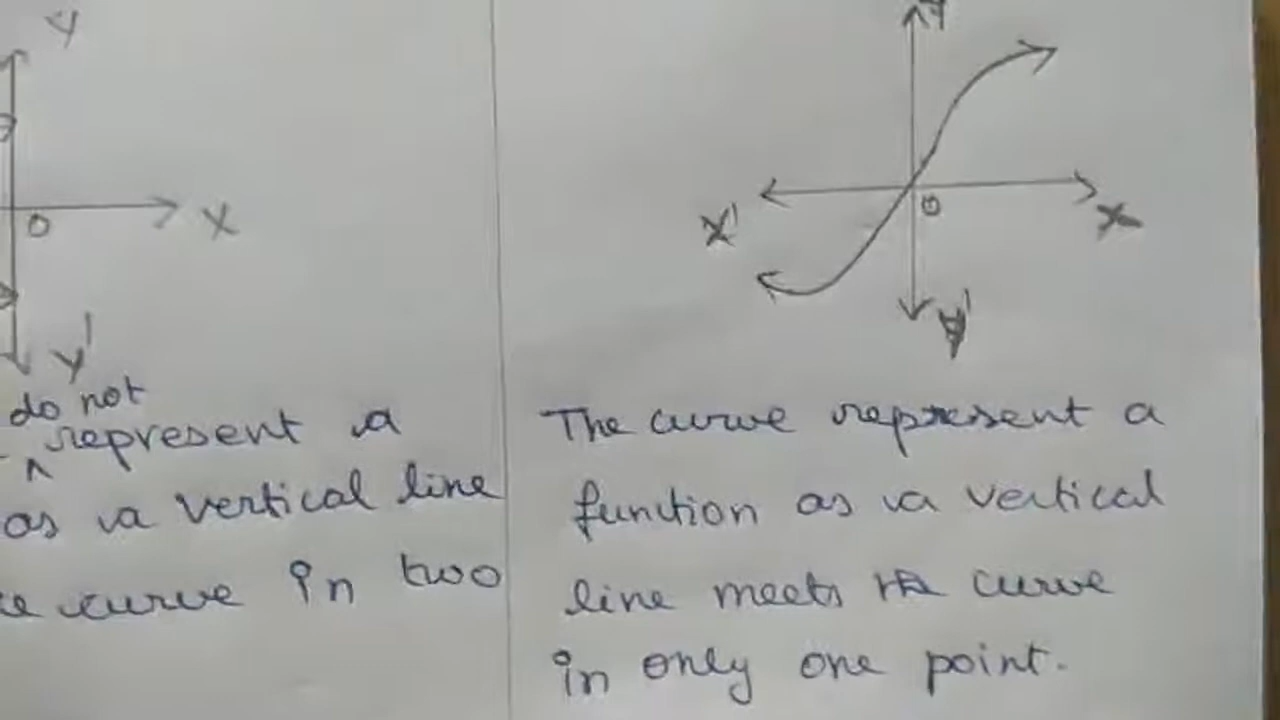 Y
O
X
Y'
do not
represent a
as a vertical line
curve in two
Y
X'
O
X
Y'
The curve represent a
function as a vertical
line meets the curve
in only one point.